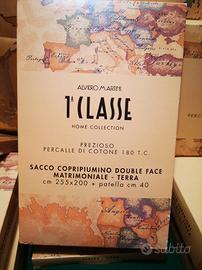 ALVIERO MARTINI
1ª CLASSE
HOME COLLECTION
PREZIOSO
PERCALLE DI COTONE 180 T.C.
SACCO COPRIPIUMINO DOUBLE FACE
MATRIMONIALE - TERRA
cm 255x200 + patella cm 40
subito